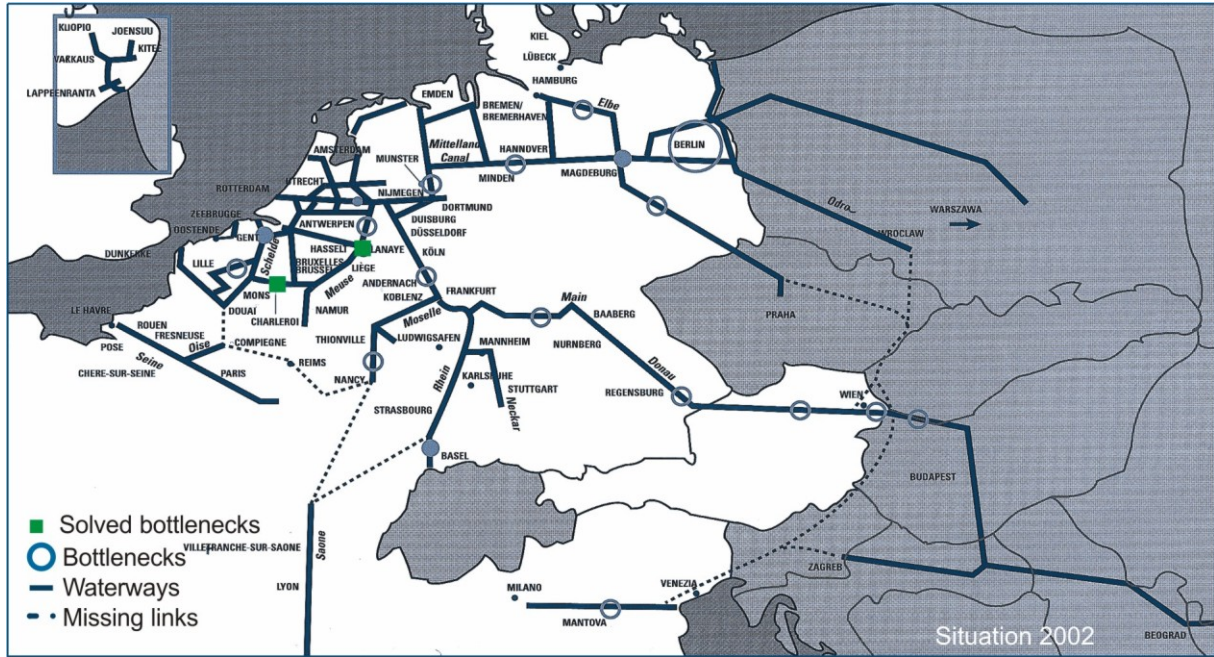 KUOPIO
JOENSUU
KITEE
VARKAUS
LAPPEENRANTA
KIEL
LÜBECK
HAMBURG
EMDEN
BREMEN/
BREMERHAVEN
Elbe
AMSTERDAM
Mittelland
Canal
HANNOVER
BERLIN
MUNSTER
MINDEN
MAGDEBURG
UTRECHT
ROTTERDAM
NIJMEGEN
DORTMUND
Odro
WARSZAWA
ZEEBRUGGE
OOSTENDE
ANTWERPEN
DUISBURG
DÜSSELDORF
WROCLAW
GENT
DUNKERKE
Schelde
HASSELT
LANAYE
KÖLN
LILLE
BRUXELLES
BRUSSEL
LIÈGE
Meuse
ANDERNACH
KOBLENZ
FRANKFURT
MONS
DOUAI
NAMUR
CHARLEROI
Moselle
Main
BAABERG
PRAHA
LE HAVRE
ROUEN
FRESNEUSE
POSE
Oise
COMPIEGNE
THIONVILLE
LUDWIGSAFEN
MANNHEIM
NURNBERG
Seine
REIMS
CHERE-SUR-SEINE
PARIS
NANCY
Rhein
KARLSRUHE
STUTTGART
Neckar
Donau
REGENSBURG
WIEN
STRASBOURG
BASEL
BUDAPEST
Solved bottlenecks
Bottlenecks
VILLEFRANCHE-SUR-SAONE
Saone
Waterways
LYON
Missing links
MILANO
VENEZIA
MANTOVA
ZAGREB
BEOGRAD
Situation 2002